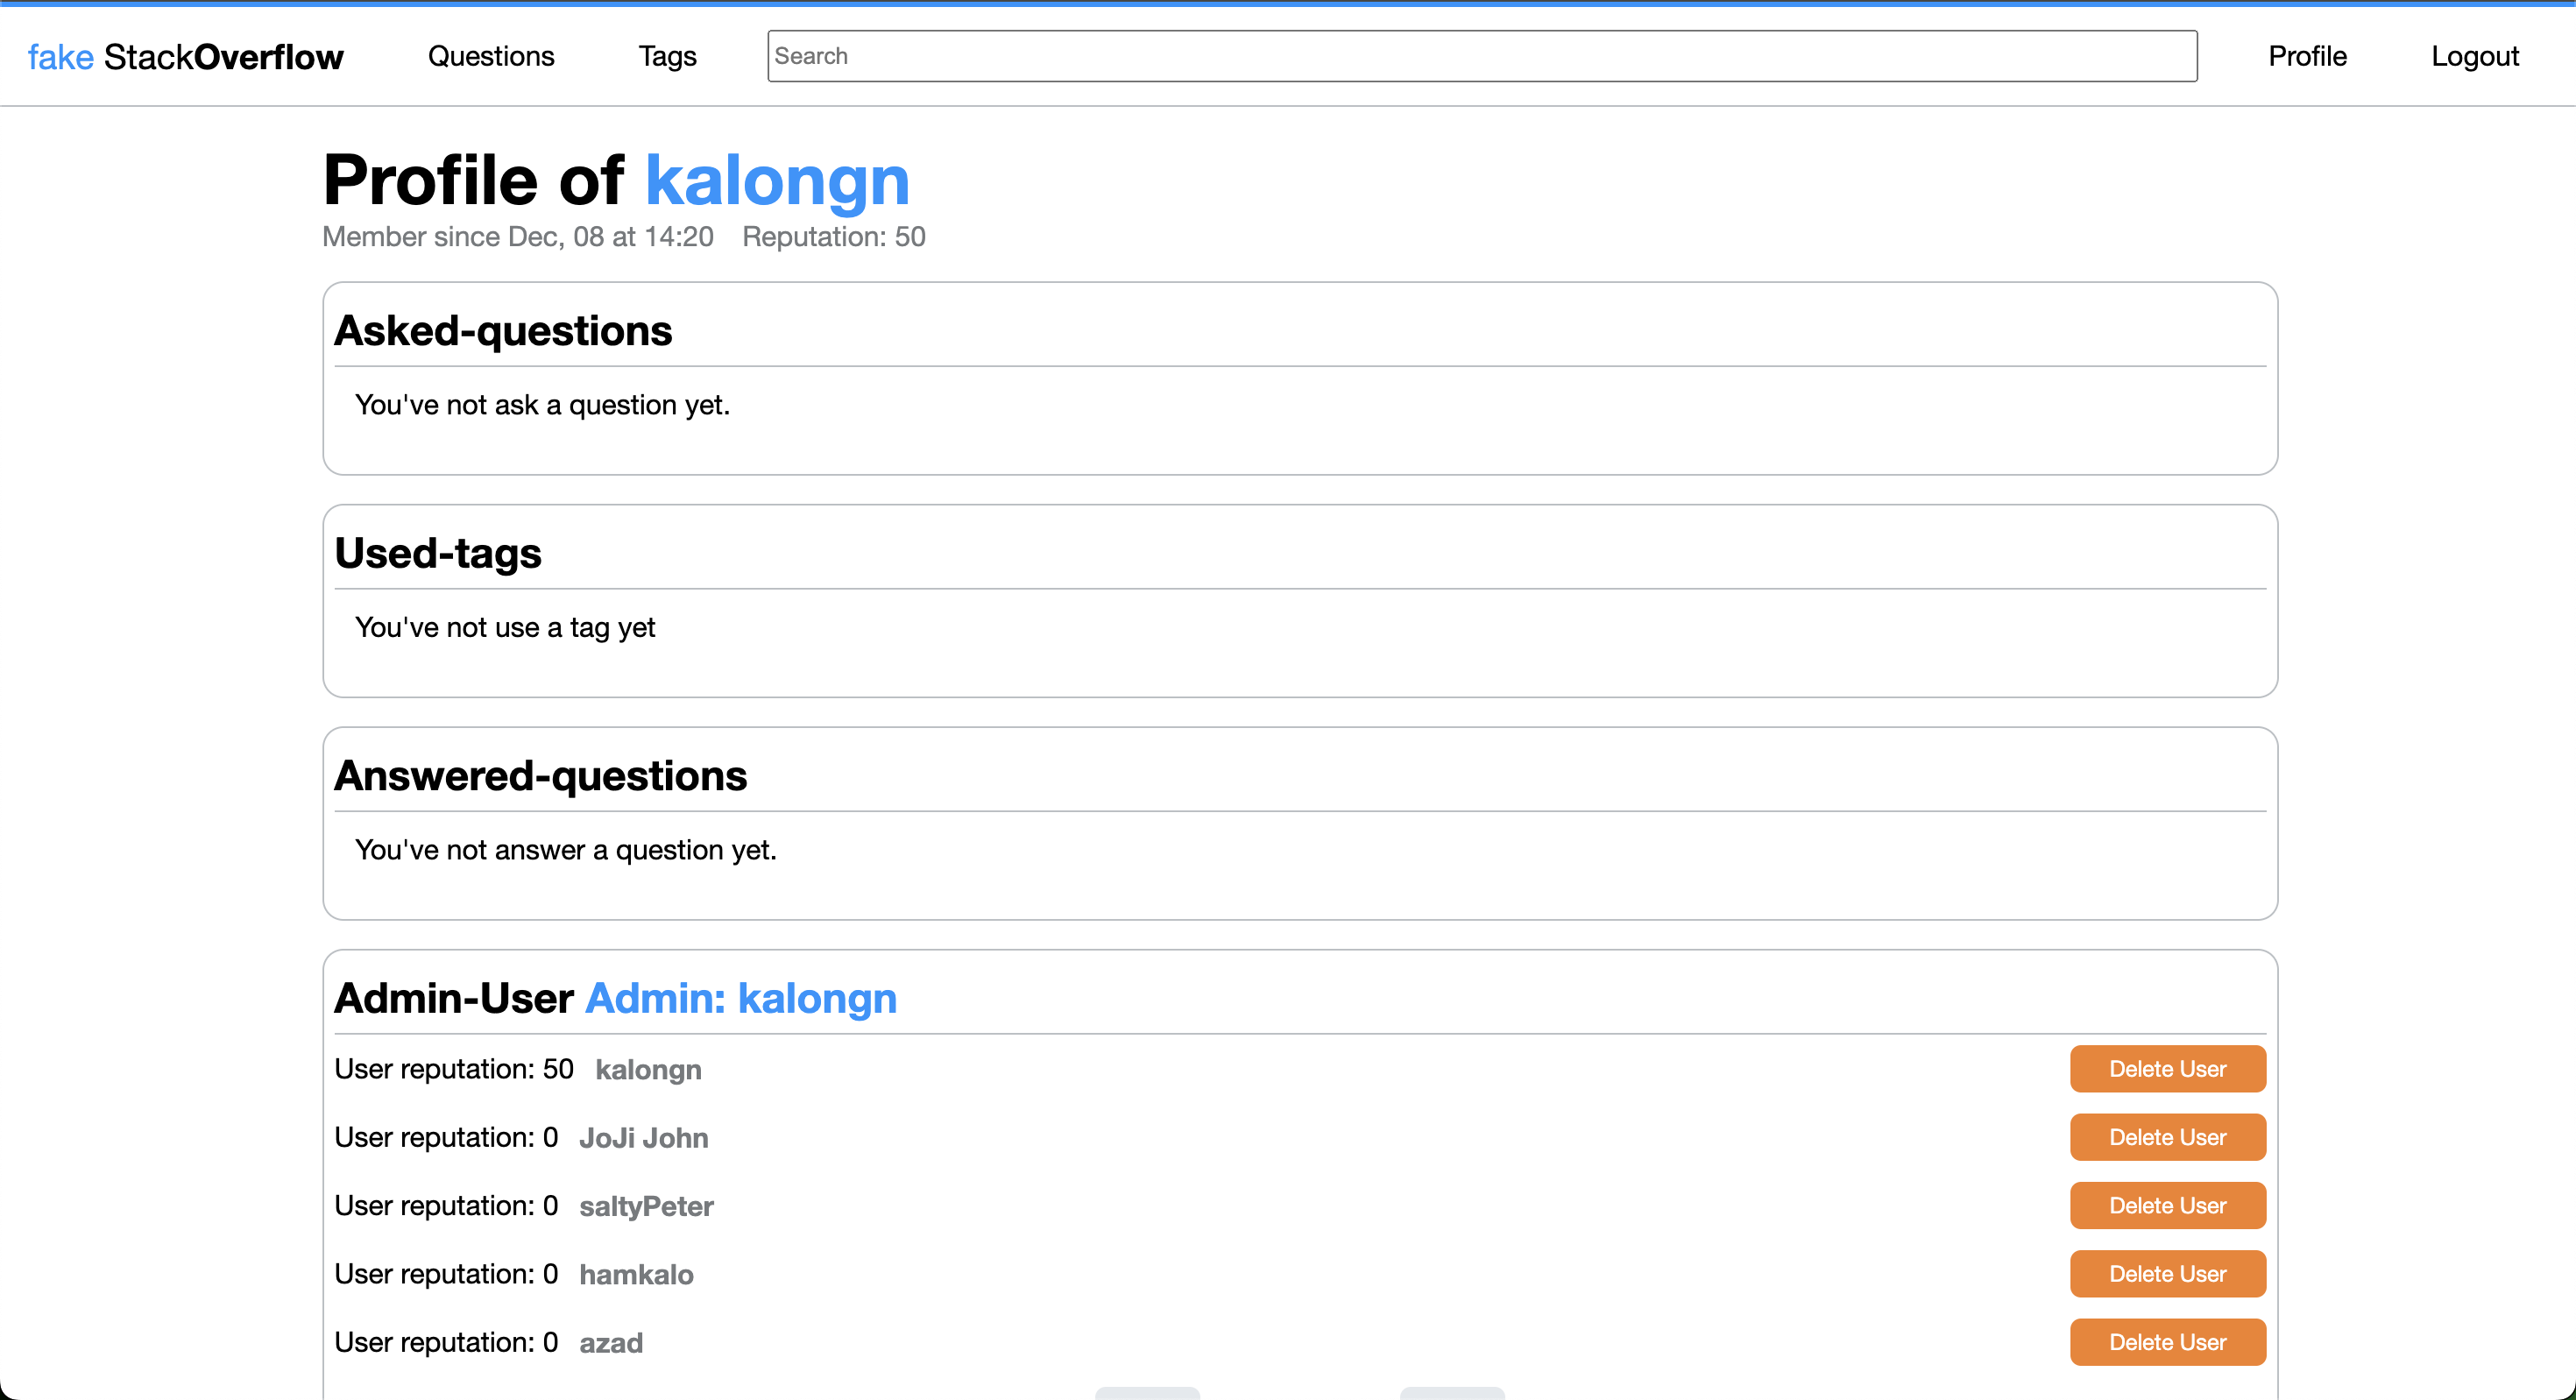 fake StackOverflow Questions Tags Search Profile Logout
Profile of kalongn
Member since Dec, 08 at 14:20 Reputation: 50
Asked-questions
You've not ask a question yet.
Used-tags
You've not use a tag yet
Answered-questions
You've not answer a question yet.
Admin-User Admin: kalongn
User reputation: 50 kalongn Delete User
User reputation: 0 JoJi John Delete User
User reputation: 0 saltyPeter Delete User
User reputation: 0 hamkalo Delete User
User reputation: 0 azad Delete User